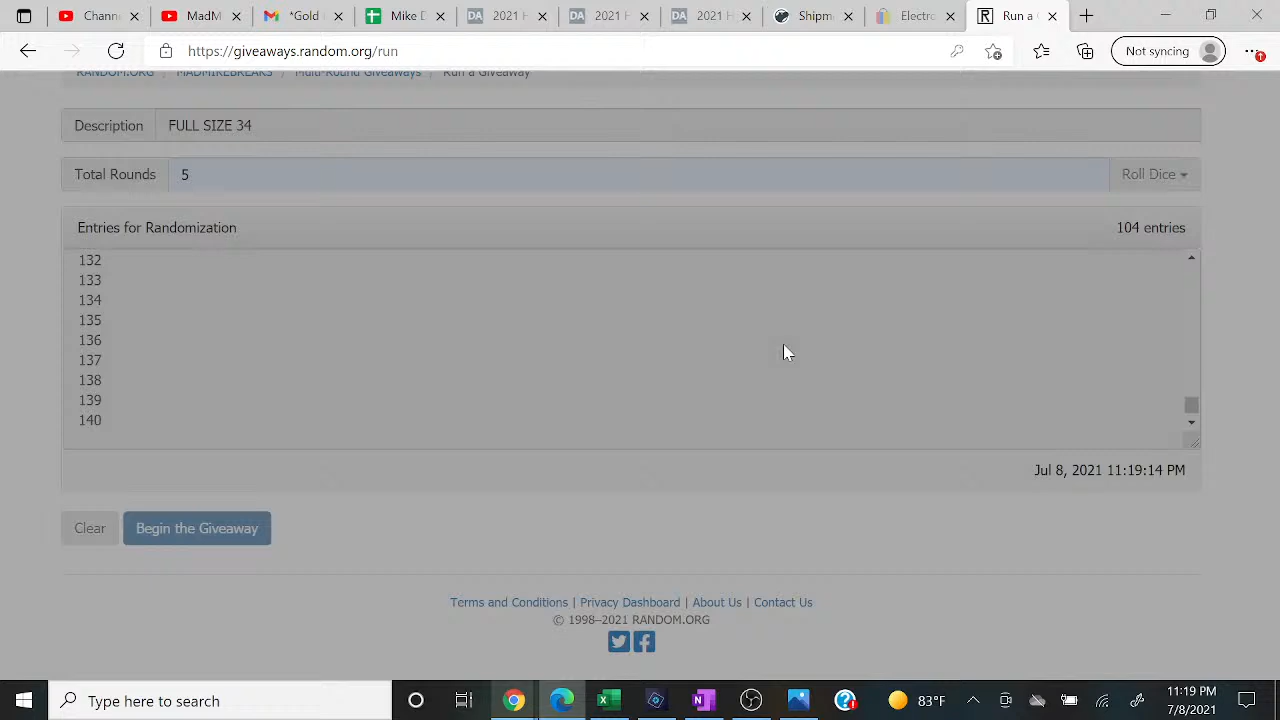 Chann
MadM
*Gold
Mike D
DA 2021 H
DA 2021 H
DA 2021 H
Shipm
Electro
R Run a
https://giveaways.random.org/run
Not syncing
RANDOM.ORG / MADMIKEBREAKS / Multi-Round Giveaways / Run a Giveaway
Description FULL SIZE 34
Total Rounds 5 Roll Dice
Entries for Randomization 104 entries
132
133
134
135
136
137
138
139
140
Jul 8, 2021 11:19:14 PM
Clear Begin the Giveaway
Terms and Conditions | Privacy Dashboard | About Us | Contact Us
© 1998–2021 RANDOM.ORG
Type here to search
83°F
11:19 PM
7/8/2021